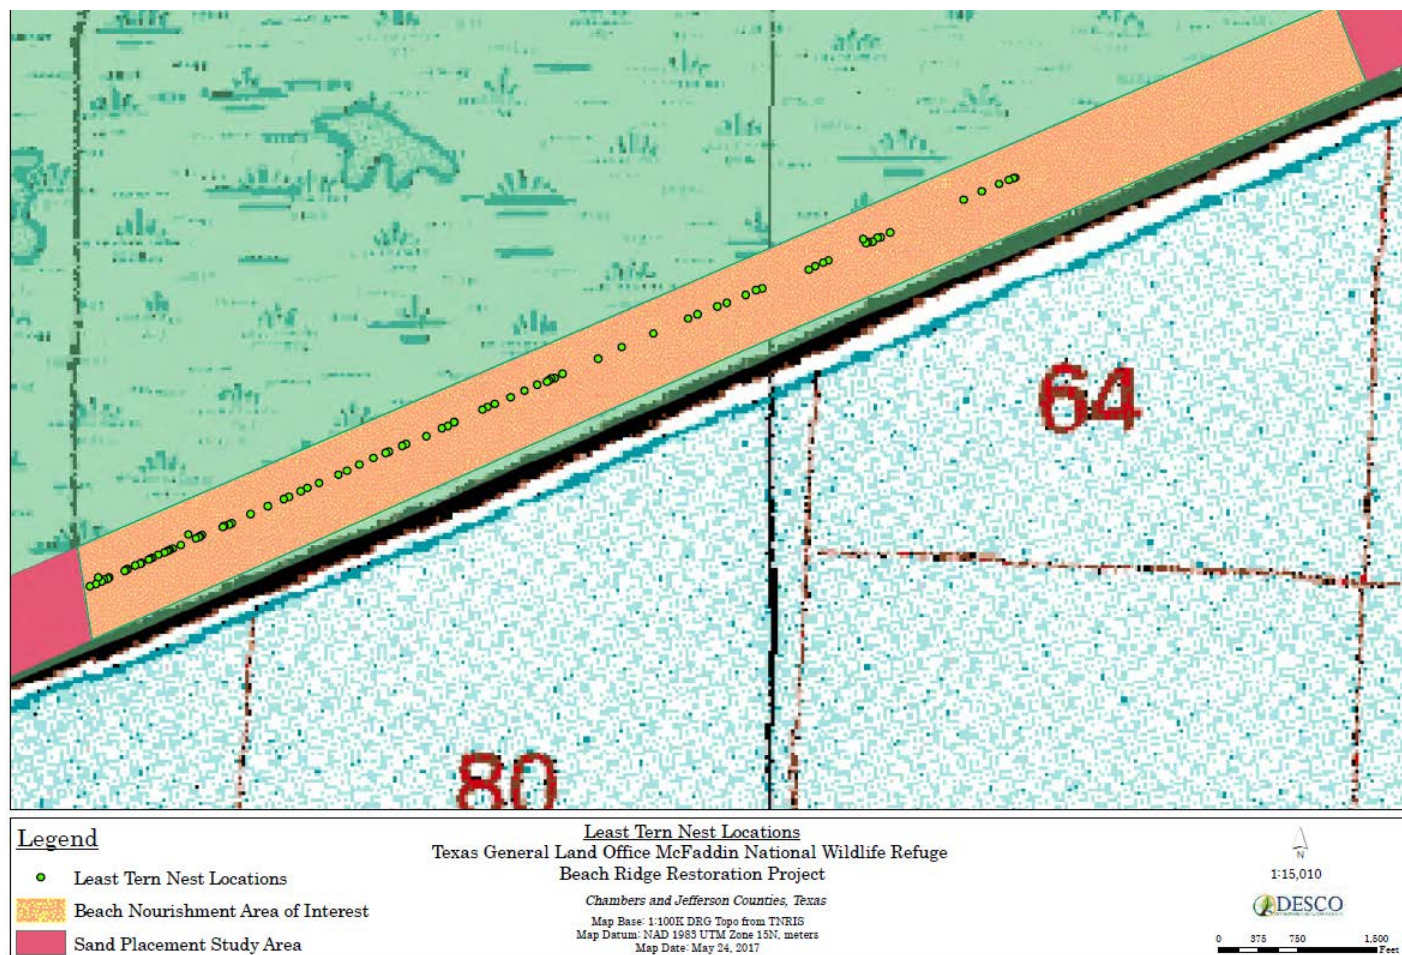 64
80
Legend
Least Tern Nest Locations
Beach Nourishment Area of Interest
Sand Placement Study Area
Least Tern Nest Locations
Texas General Land Office McFaddin National Wildlife Refuge
Beach Ridge Restoration Project
Chambers and Jefferson Counties, Texas
Map Base: 1:100K DRG Topo from TNRIS
Map Datum: NAD 1983 UTM Zone 15N, meters
Map Date: May 24, 2017
N
1:15,010
DESCO
0 375 750 1,500
Feet